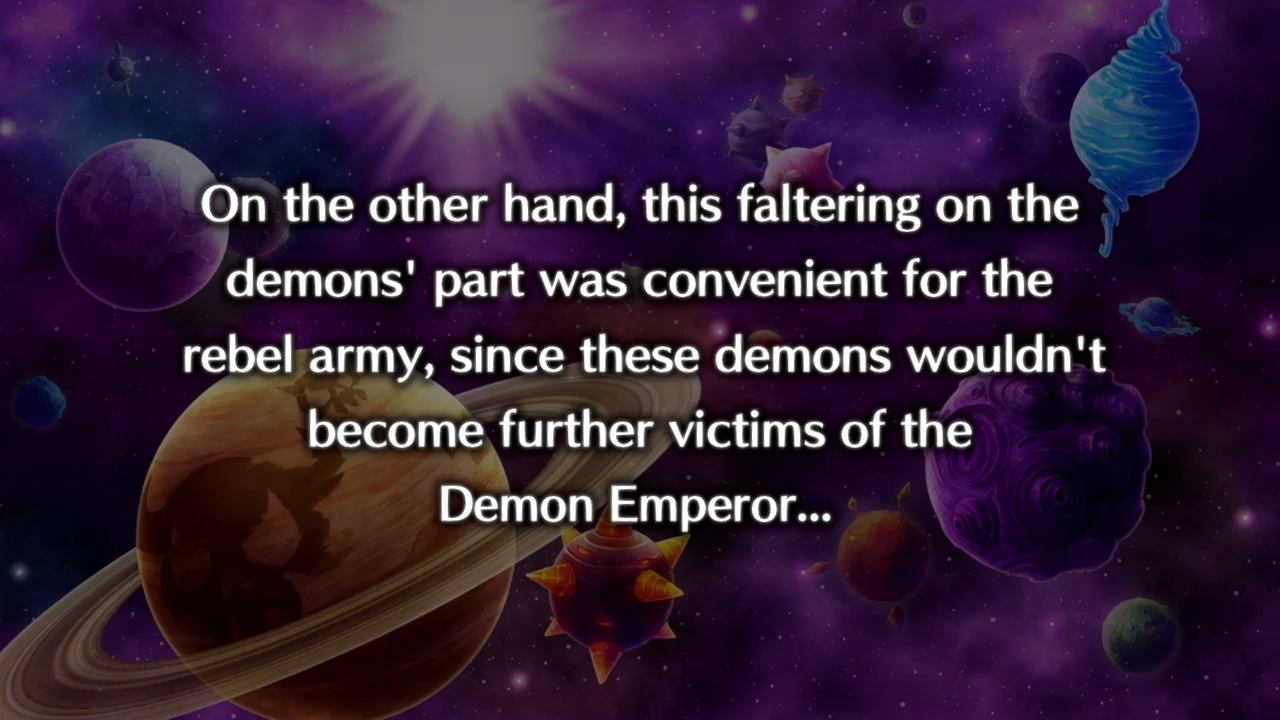 On the other hand, this faltering on the
demons' part was convenient for the
rebel army, since these demons wouldn't
become further victims of the
Demon Emperor...